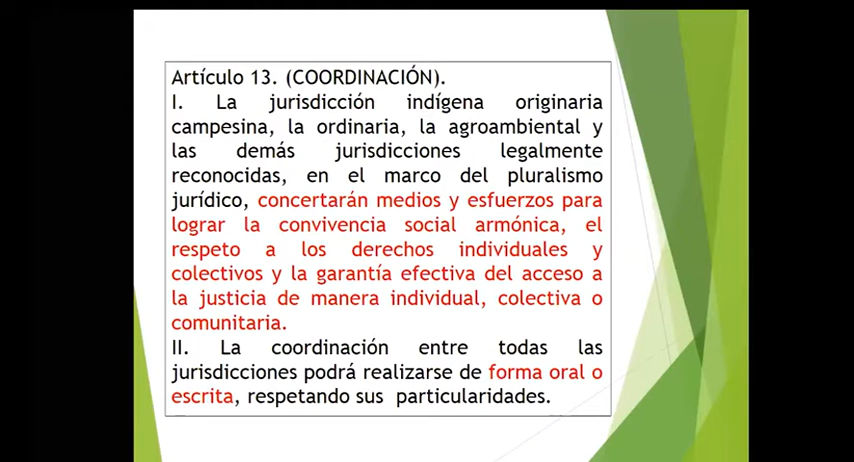 Artículo 13. (COORDINACIÓN).
I. La jurisdicción indígena originaria
campesina, la ordinaria, la agroambiental y
las demás jurisdicciones legalmente
reconocidas, en el marco del pluralismo
jurídico, concertarán medios y esfuerzos para
lograr la convivencia social armónica, el
respeto a los derechos individuales y
colectivos y la garantía efectiva del acceso a
la justicia de manera individual, colectiva o
comunitaria.
II. La coordinación entre todas las
jurisdicciones podrá realizarse de forma oral o
escrita, respetando sus particularidades.